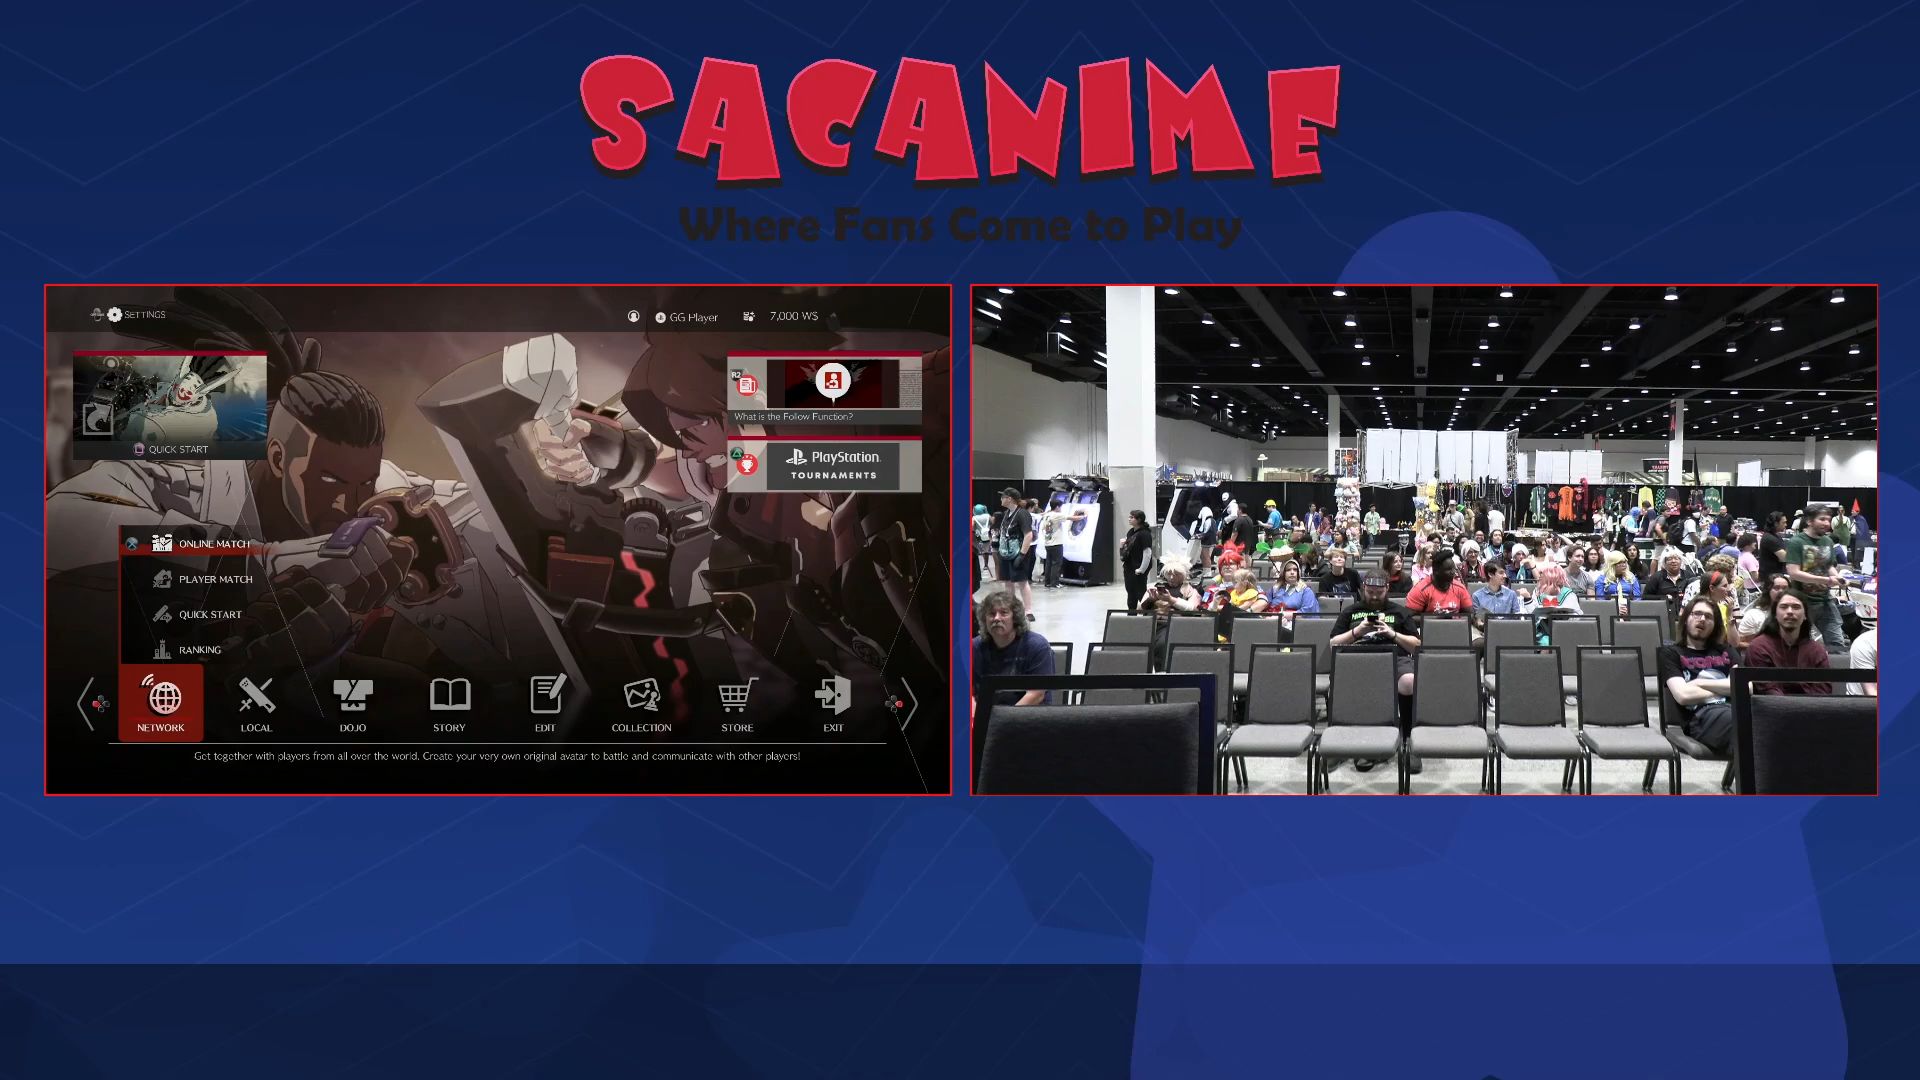 SACANIME
Where Fans Come to Play
SETTINGS
GG Player
7,000 W$
QUICK START
R2
What is the Follow Function?
PlayStation
TOURNAMENTS
ONLINE MATCH
PLAYER MATCH
QUICK START
RANKING
NETWORK
LOCAL
DOJO
STORY
EDIT
COLLECTION
STORE
EXIT
Get together with players from all over the world. Create your very own original avatar to battle and communicate with other players!